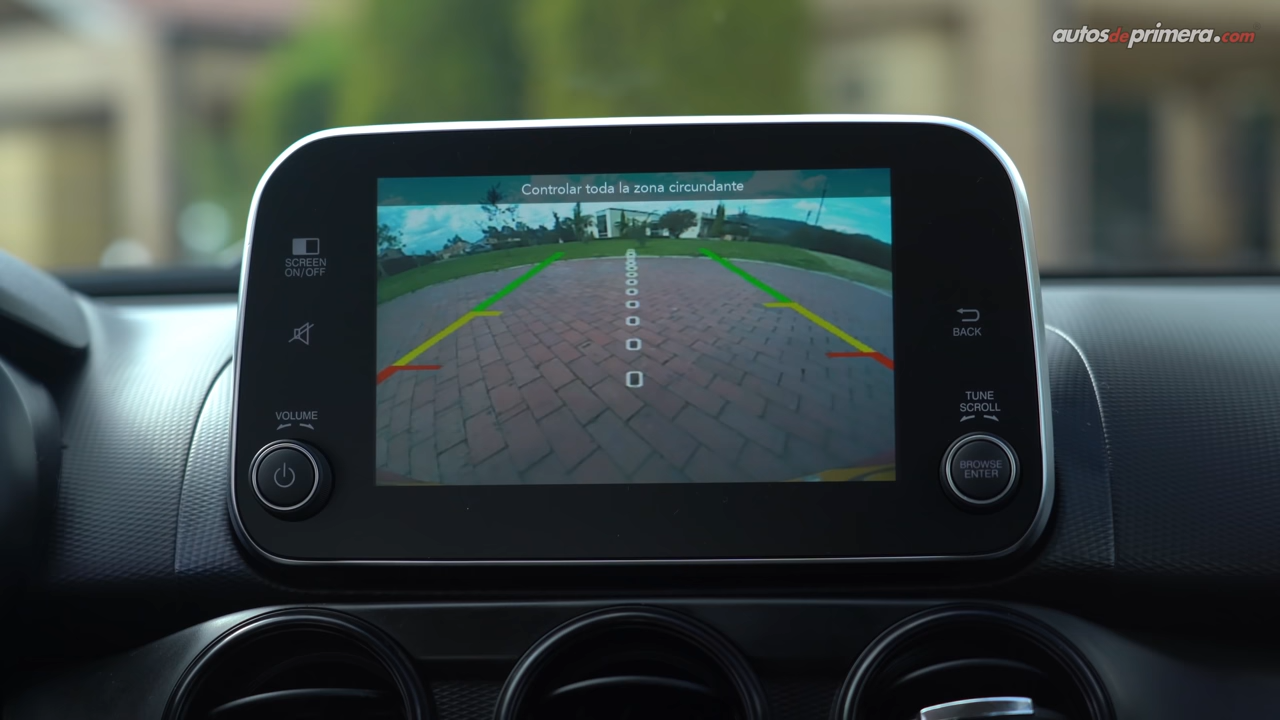 autosdeprimera.com
Controlar toda la zona circundante
SCREEN
ON/OFF
BACK
VOLUME
TUNE
SCROLL
BROWSE
ENTER